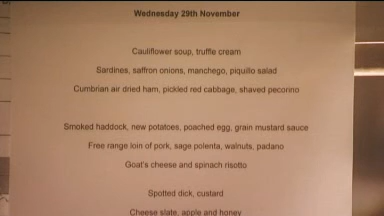 Wednesday 29th November
Cauliflower soup, truffle cream
Sardines, saffron onions, manchego, piquillo salad
Cumbrian air dried ham, pickled red cabbage, shaved pecorino
Smoked haddock, new potatoes, poached egg, grain mustard sauce
Free range loin of pork, sage polenta, walnuts, padano
Goat's cheese and spinach risotto
Spotted dick, custard
Cheese slate, apple and honey